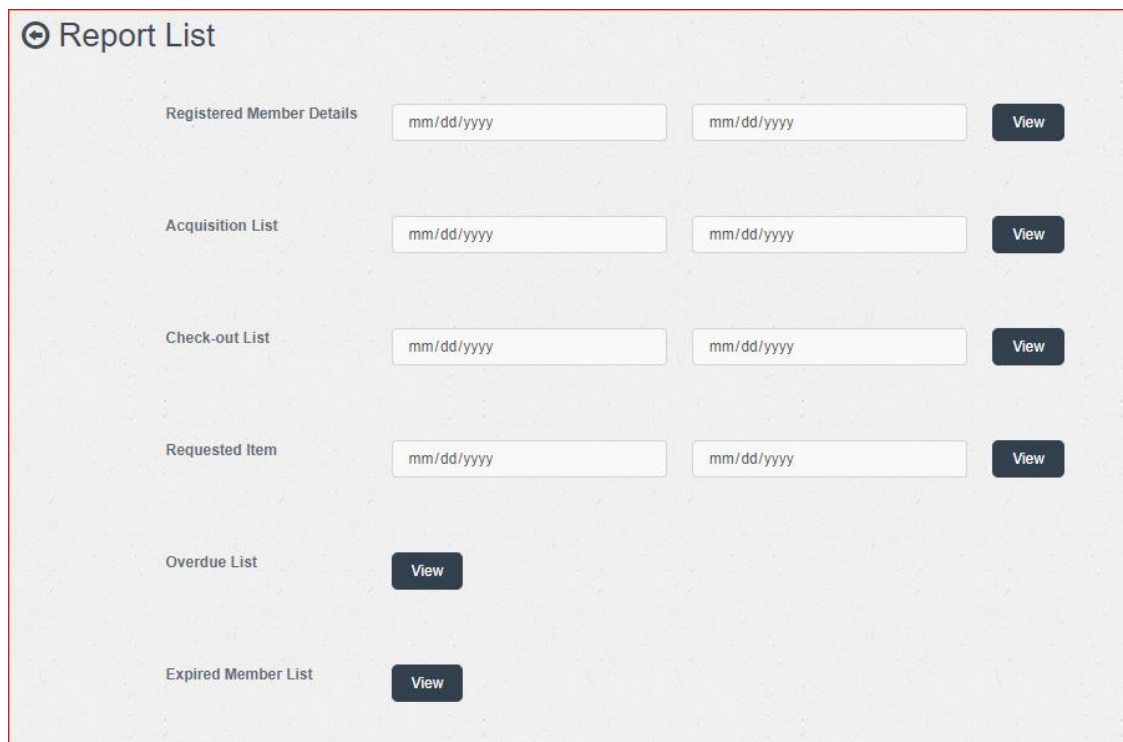 Report List
Registered Member Details mm/dd/yyyy mm/dd/yyyy View
Acquisition List mm/dd/yyyy mm/dd/yyyy View
Check-out List mm/dd/yyyy mm/dd/yyyy View
Requested Item mm/dd/yyyy mm/dd/yyyy View
Overdue List View
Expired Member List View